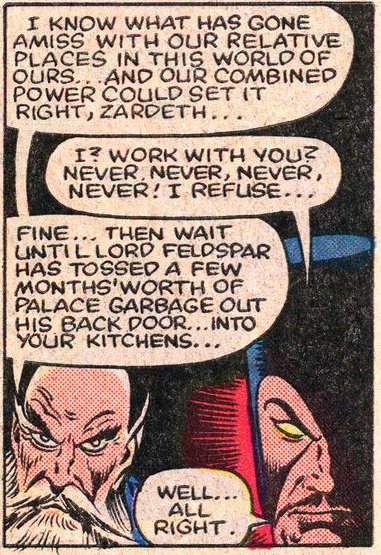 I KNOW WHAT HAS GONE
AMISS WITH OUR RELATIVE
PLACES IN THIS WORLD OF
OURS... AND OUR COMBINED
POWER COULD SET IT
RIGHT, ZARDETH...
I? WORK WITH YOU?
NEVER. NEVER, NEVER,
NEVER! I REFUSE...
FINE... THEN WAIT
UNTIL LORD FELDSPAR
HAS TOSSED A FEW
MONTHS' WORTH OF
PALACE GARBAGE OUT
HIS BACK DOOR... INTO
YOUR KITCHENS...
WELL...
ALL
RIGHT.